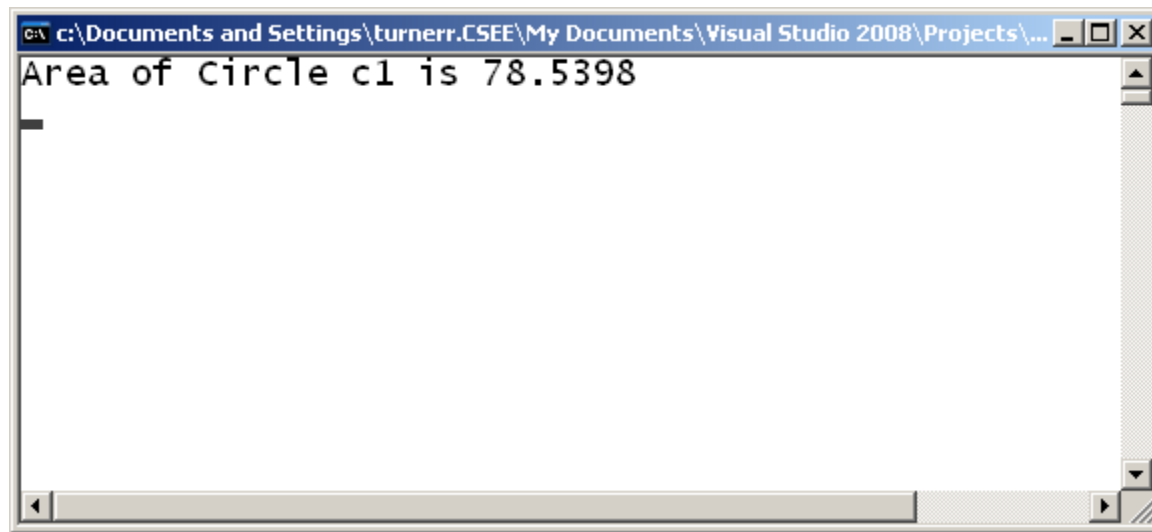 c:\Documents and Settings\turnerr.CSEE\My Documents\Visual Studio 2008\Projects\...
Area of Circle c1 is 78.5398